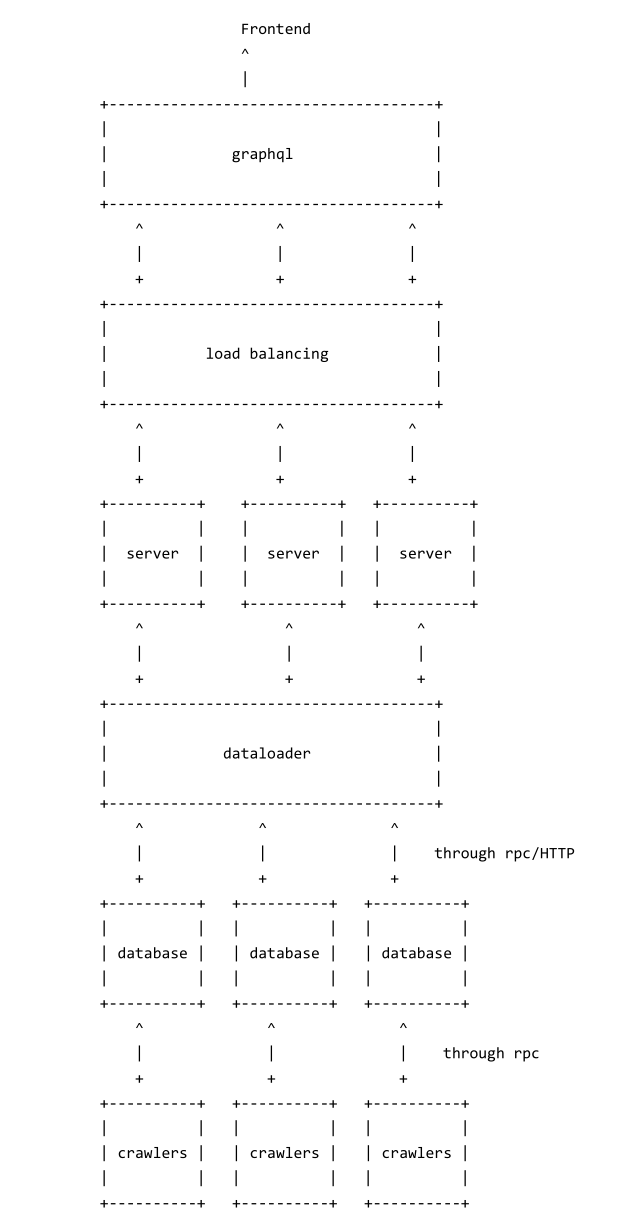 Frontend
graphql
load balancing
server server server
dataloader
through rpc/HTTP
database database database
through rpc
crawlers crawlers crawlers